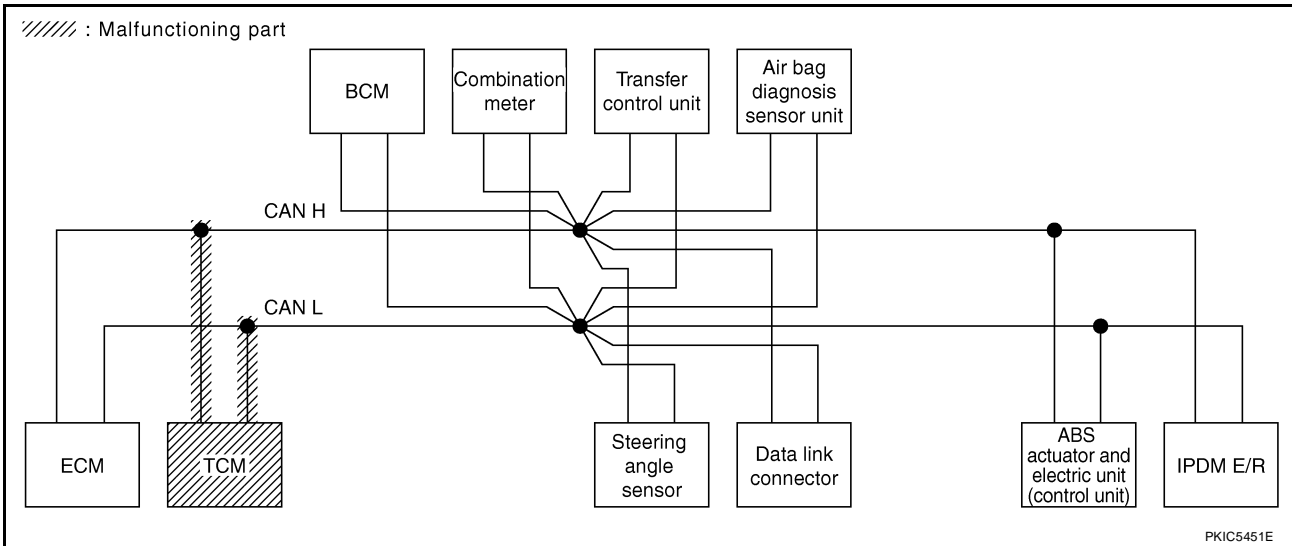 : Malfunctioning part
BCM
Combination
meter
Transfer
control unit
Air bag
diagnosis
sensor unit
CAN H
CAN L
ECM
TCM
Steering
angle
sensor
Data link
connector
ABS
actuator and
electric unit
(control unit)
IPDM E/R
PKIC5451E